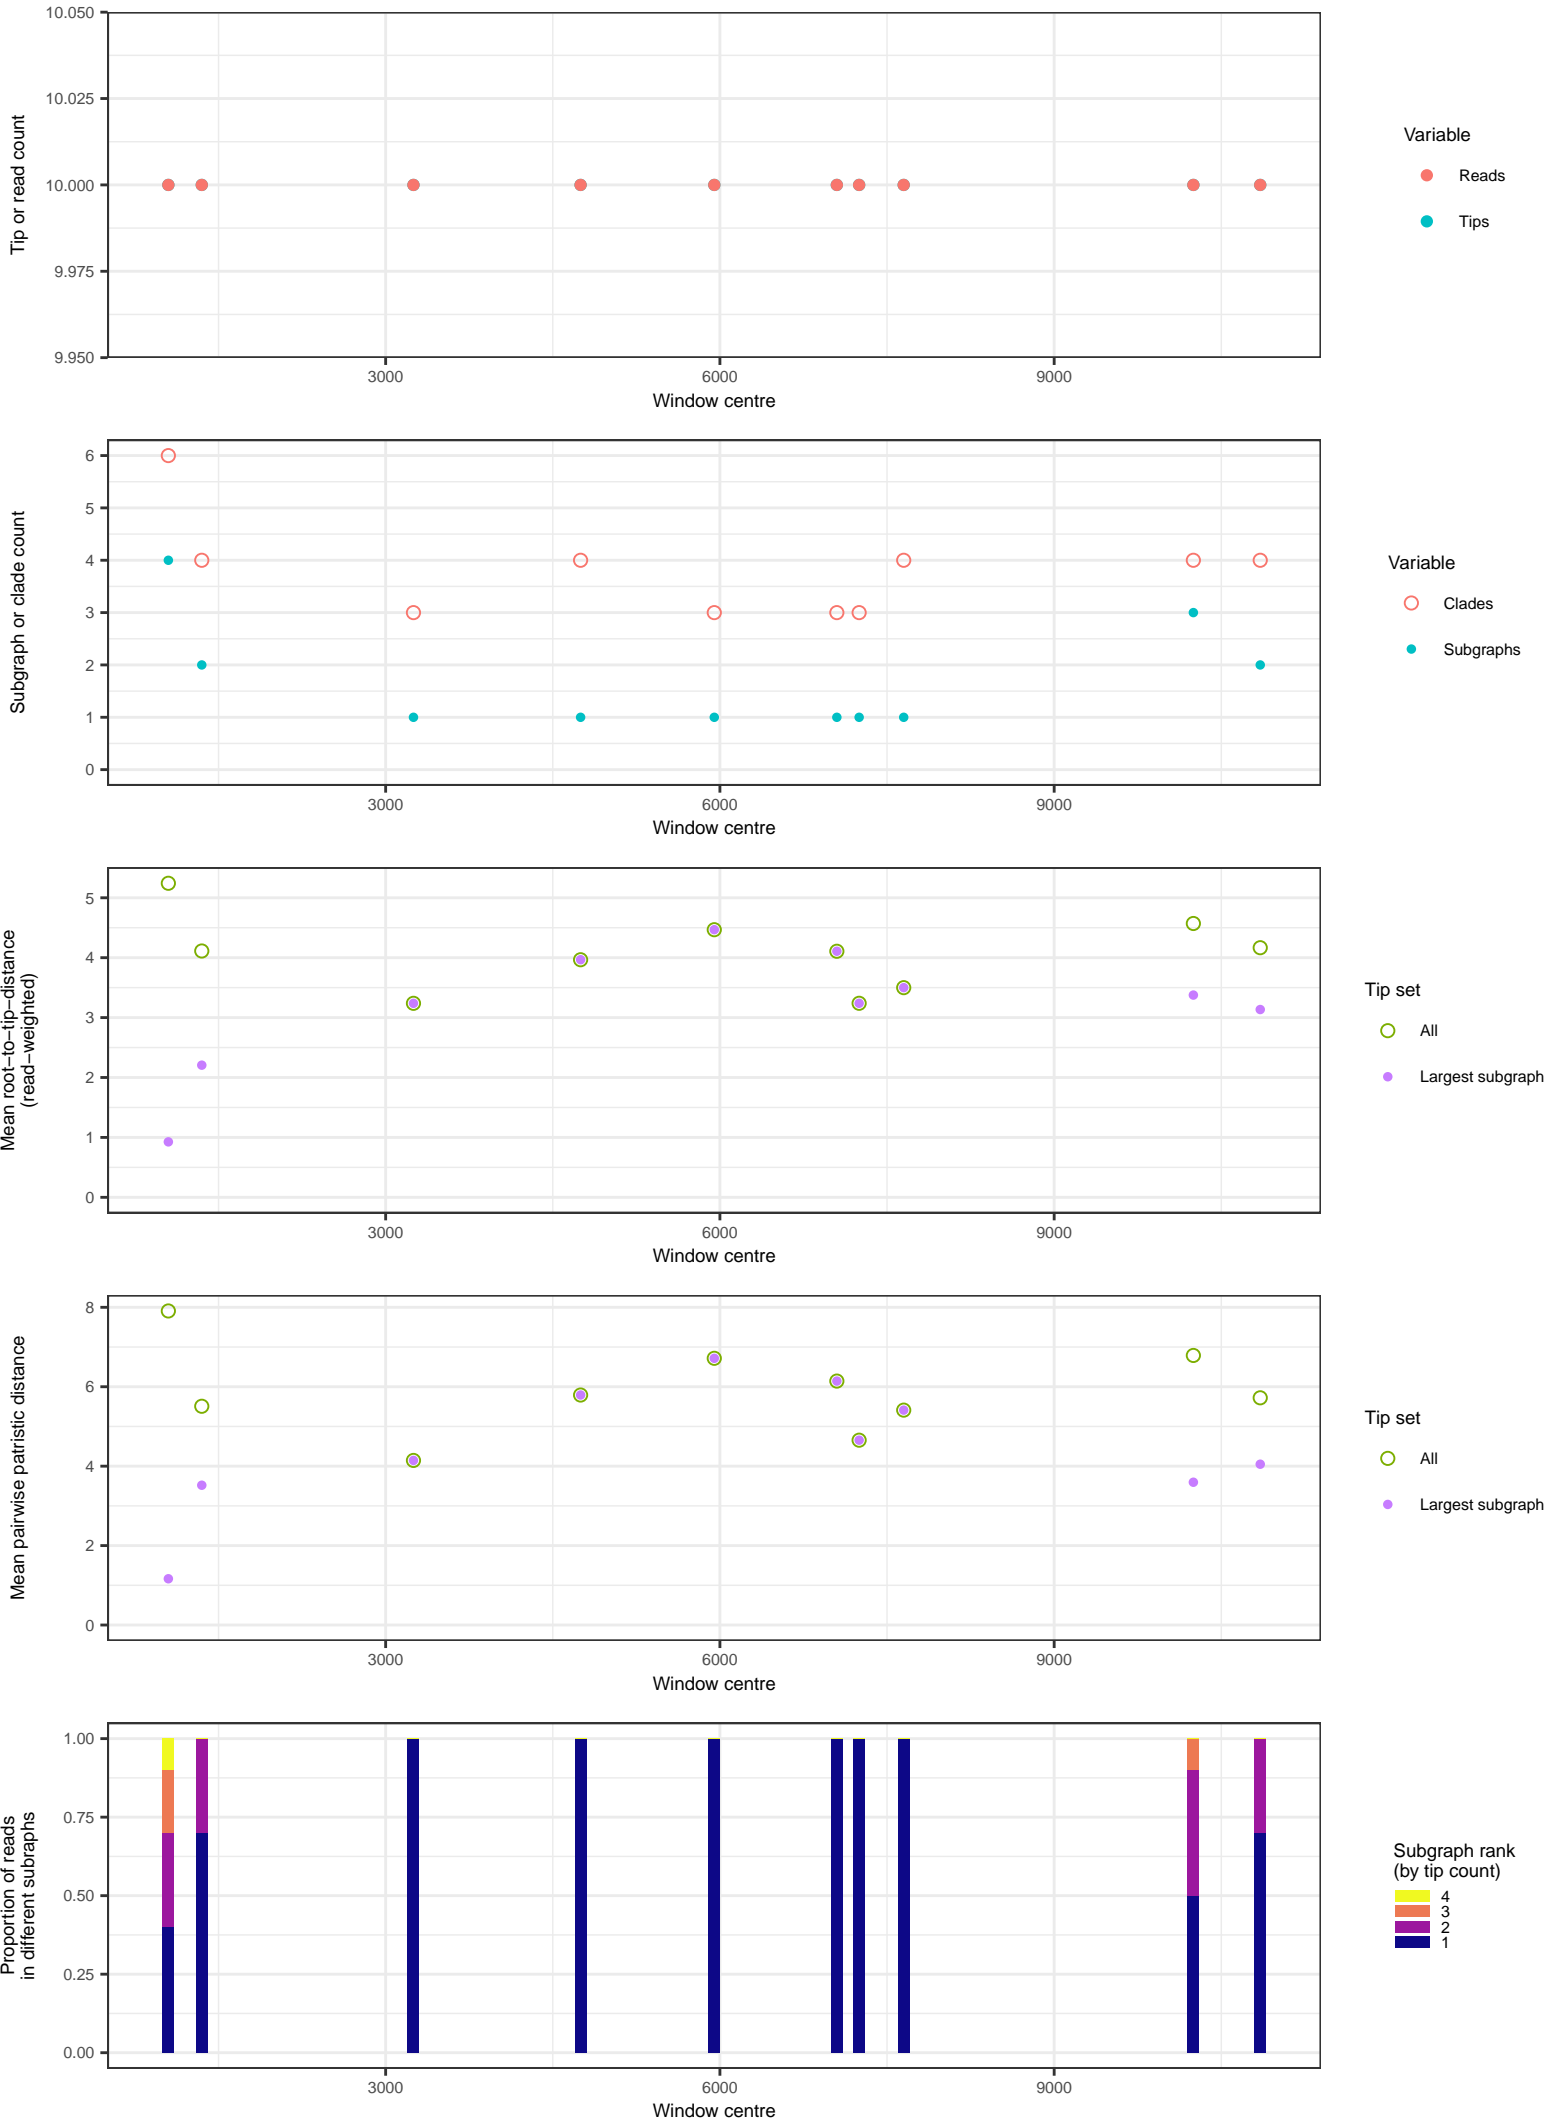 10.050
10.025
10.000
9.975
9.950
Tip or read count
3000 6000 9000
Window centre
Variable
Reads
Tips
6
5
4
3
2
1
0
Subgraph or clade count
3000 6000 9000
Window centre
Variable
Clades
Subgraphs
5
4
3
2
1
0
Mean root−to−tip−distance
(read−weighted)
3000 6000 9000
Window centre
Tip set
All
Largest subgraph
8
6
4
2
0
Mean pairwise patristic distance
3000 6000 9000
Window centre
Tip set
All
Largest subgraph
1.00
0.75
0.50
0.25
0.00
Proportion of reads
in different subraphs
3000 6000 9000
Window centre
Subgraph rank
(by tip count)
4
3
2
1